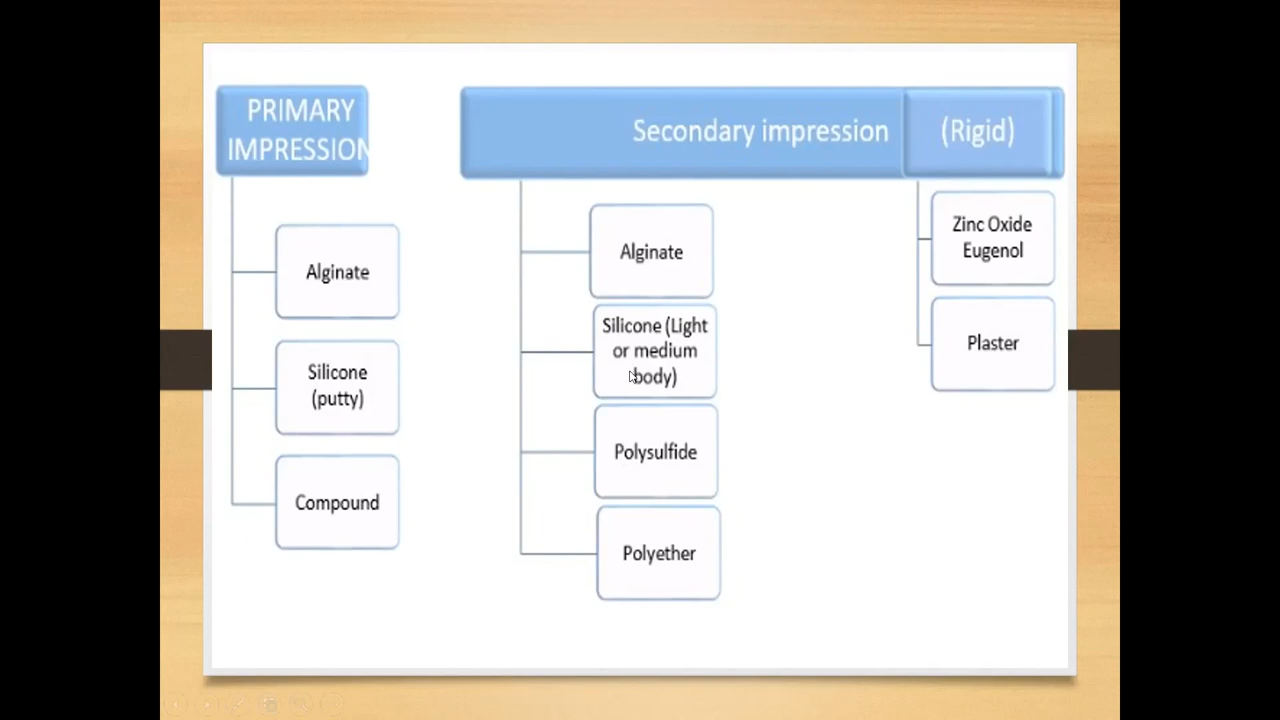 PRIMARY
IMPRESSION
Alginate
Silicone
(putty)
Compound
Secondary impression
Alginate
Silicone (Light
or medium
body)
Polysulfide
Polyether
(Rigid)
Zinc Oxide
Eugenol
Plaster